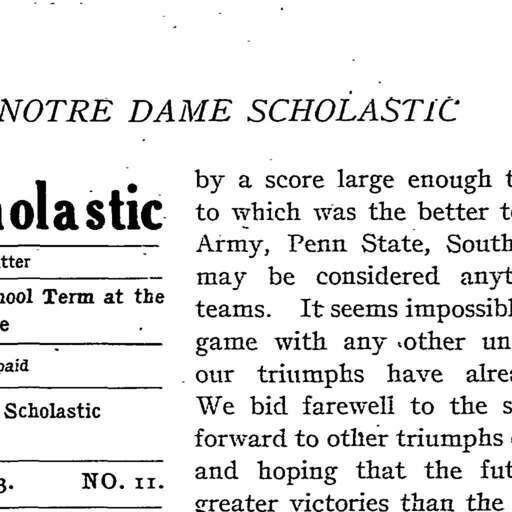 NOTRE DAME SCHOLASTIC
olastic
tter
hool Term at the
e
paid
Scholastic
3. NO. 11.
by a score large enough t
to which was the better t
Army, Penn State, South
may be considered anyt
teams. It seems impossibl
game with any other un
our triumphs have alrea
We bid farewell to the s
forward to other triumphs
and hoping that the fut
greater victories than the